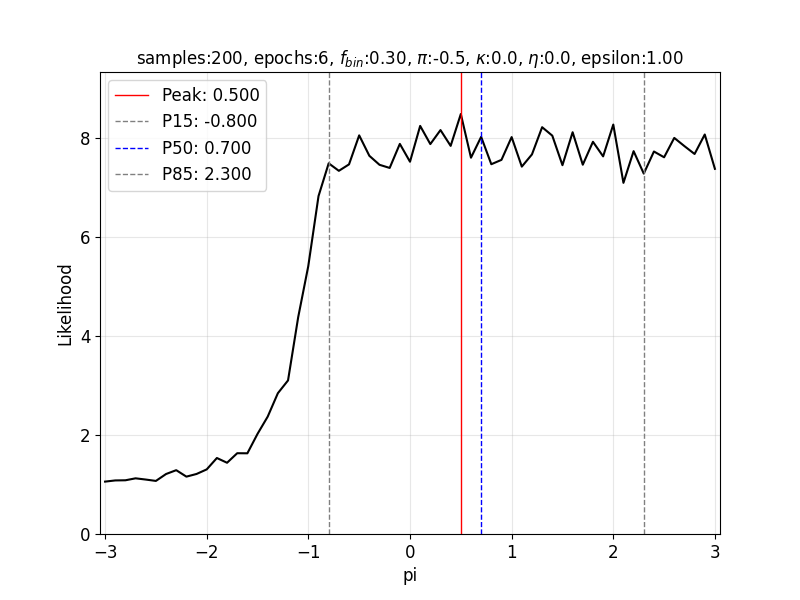 samples:200, epochs:6, f_bin:0.30, π:-0.5, κ:0.0, η:0.0, epsilon:1.00
Peak: 0.500
P15: -0.800
P50: 0.700
P85: 2.300
8
6
4
2
0
Likelihood
−3 −2 −1 0 1 2 3
pi